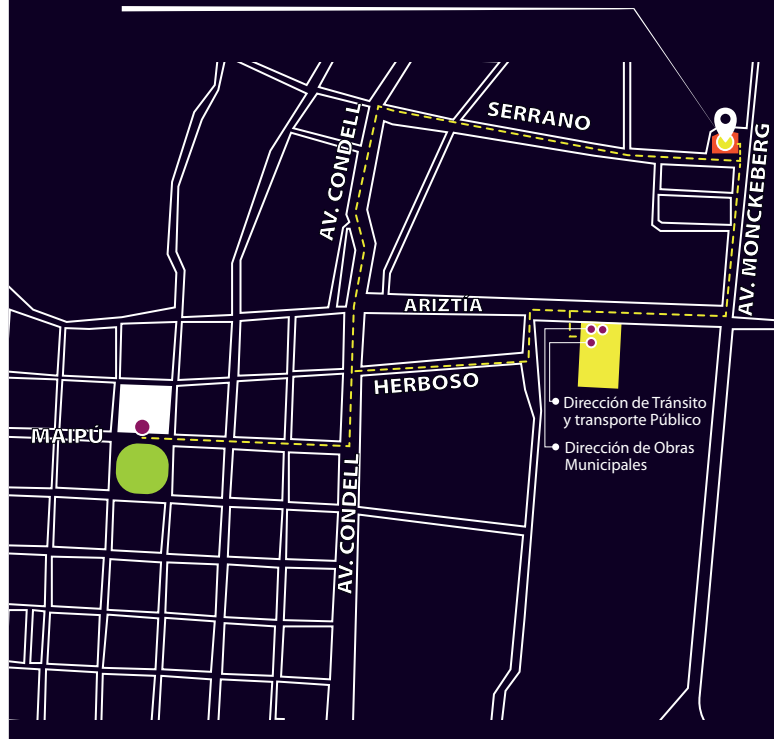 SERRANO
AV. CONDELL
AV. MONCKEBERG
ARIZTÍA
HERBOSO
Dirección de Tránsito
y transporte Público
MAIPÚ
Dirección de Obras
Municipales
AV. CONDELL